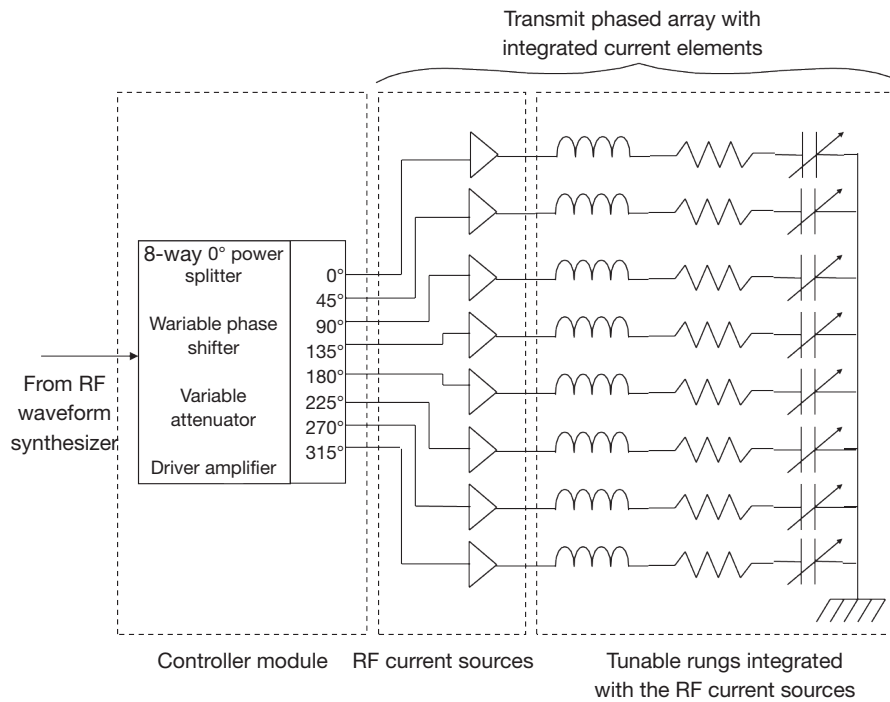 Transmit phased array with
integrated current elements
8-way 0° power
splitter
Wariable phase
shifter
Variable
attenuator
Driver amplifier
0°
45°
90°
135°
180°
225°
270°
315°
From RF
waveform
synthesizer
Controller module
RF current sources
Tunable rungs integrated
with the RF current sources